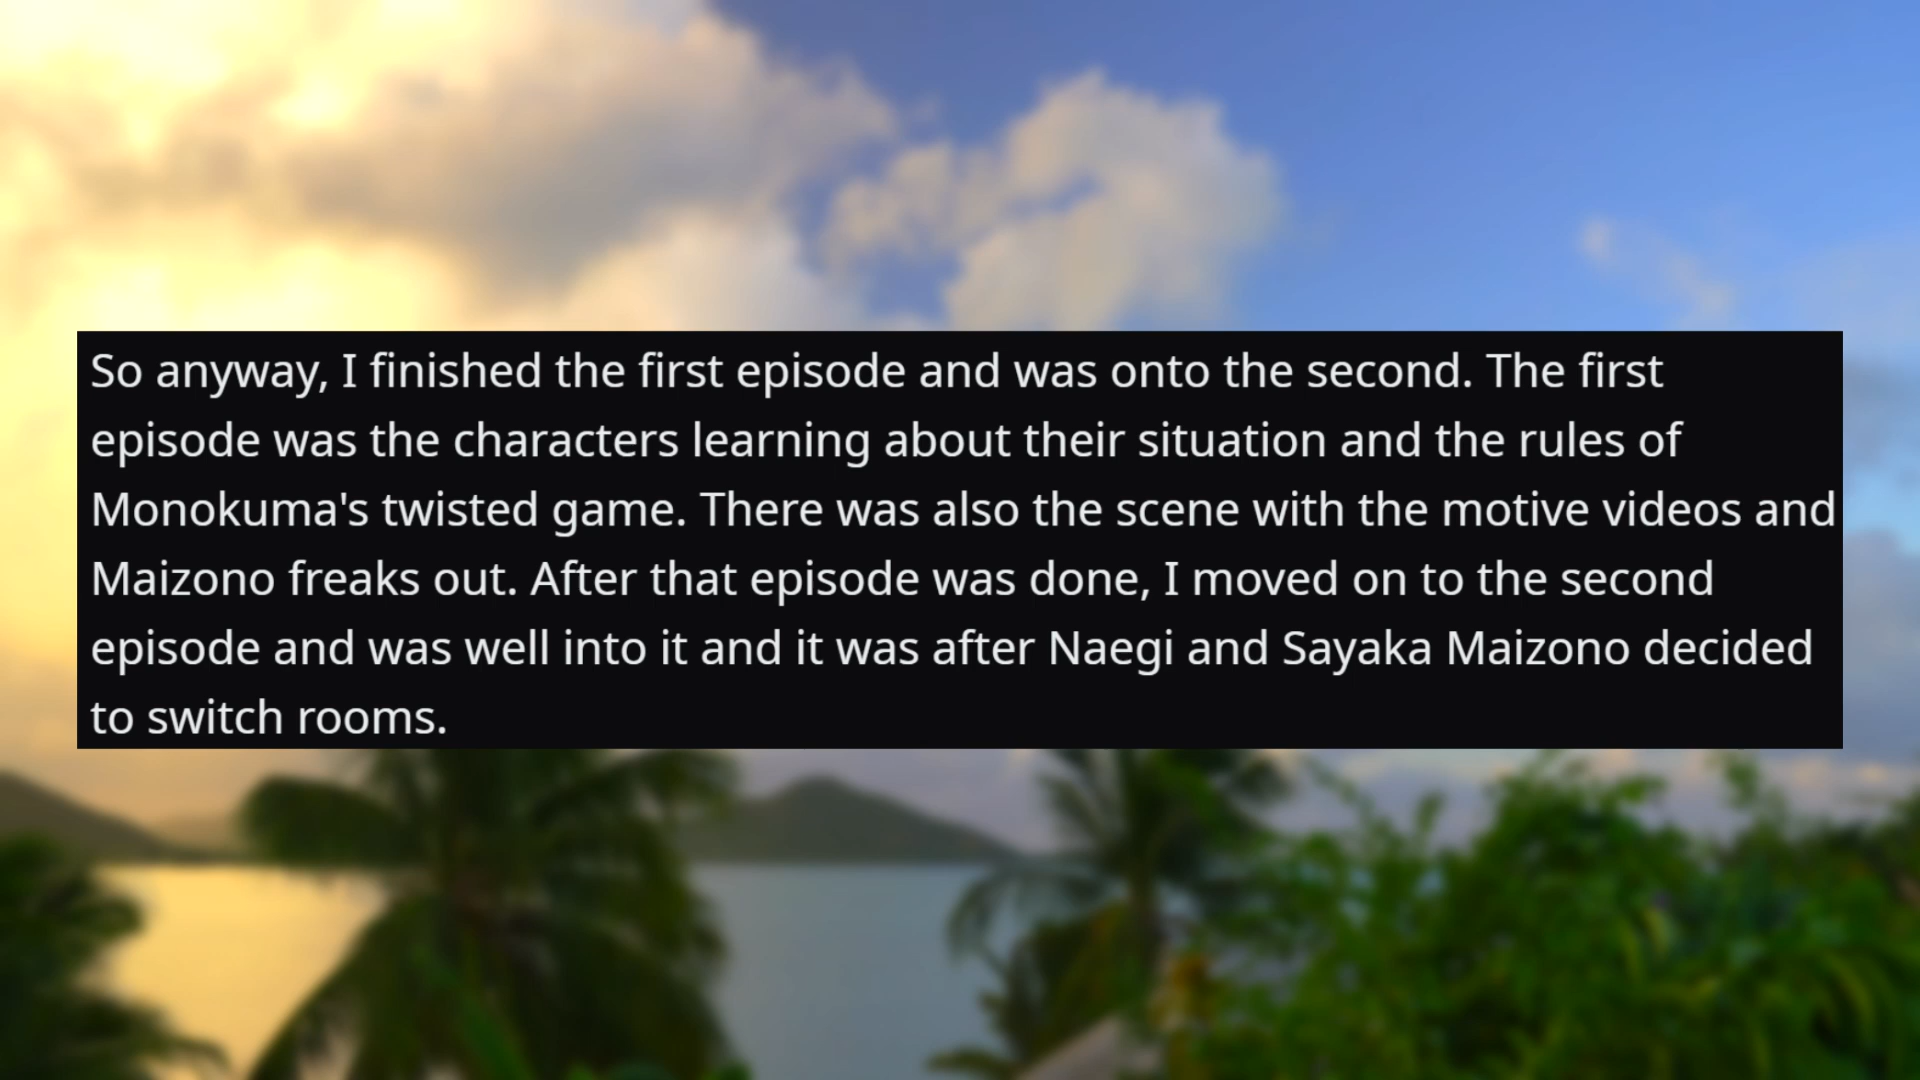 So anyway, I finished the first episode and was onto the second. The first
episode was the characters learning about their situation and the rules of
Monokuma's twisted game. There was also the scene with the motive videos and
Maizono freaks out. After that episode was done, I moved on to the second
episode and was well into it and it was after Naegi and Sayaka Maizono decided
to switch rooms.